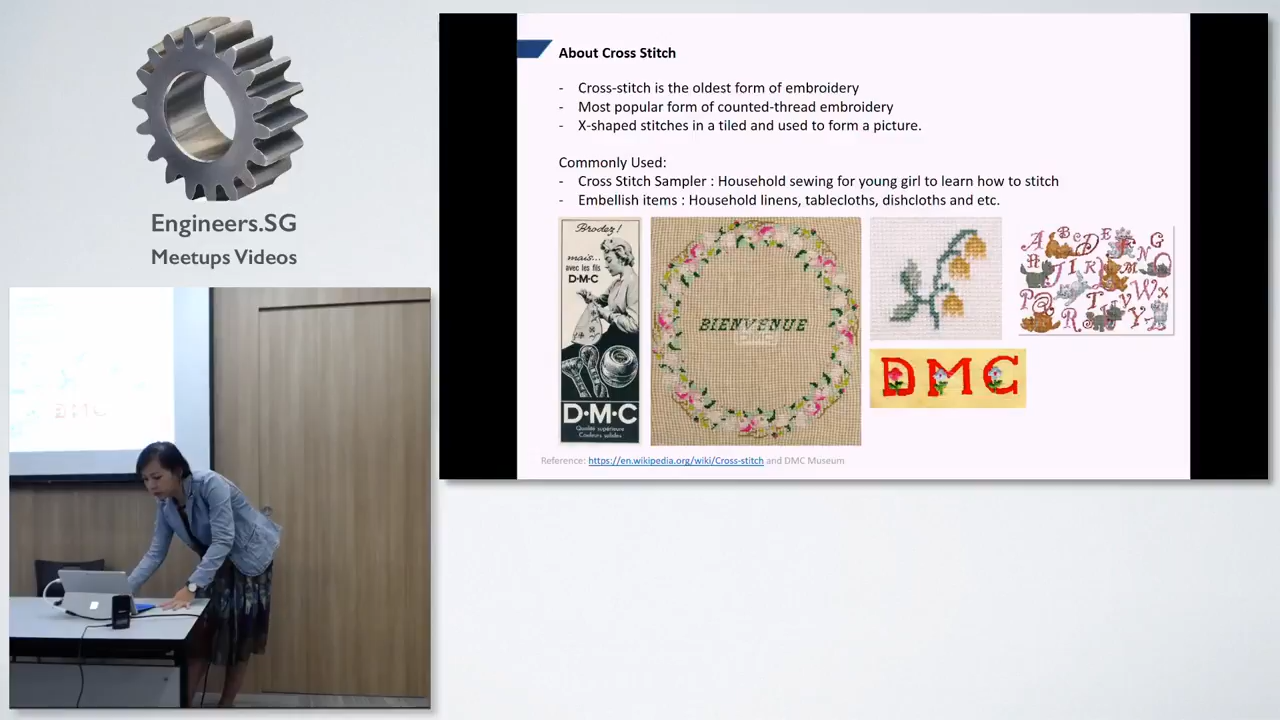 Engineers.SG
Meetups Videos
About Cross Stitch
- Cross-stitch is the oldest form of embroidery
- Most popular form of counted-thread embroidery
- X-shaped stitches in a tiled and used to form a picture.
Commonly Used:
- Cross Stitch Sampler : Household sewing for young girl to learn how to stitch
- Embellish items : Household linens, tablecloths, dishcloths and etc.
Brodez!
mais...
avec les fils
D·M·C
D·M·C
Qualité supérieure
Couleurs solides
BIENVENUE
DMC
A B C D E F G
H I J K L M N O
P Q R S T U V W X
Y Z
DMC
Reference: https://en.wikipedia.org/wiki/Cross-stitch and DMC Museum
DMC